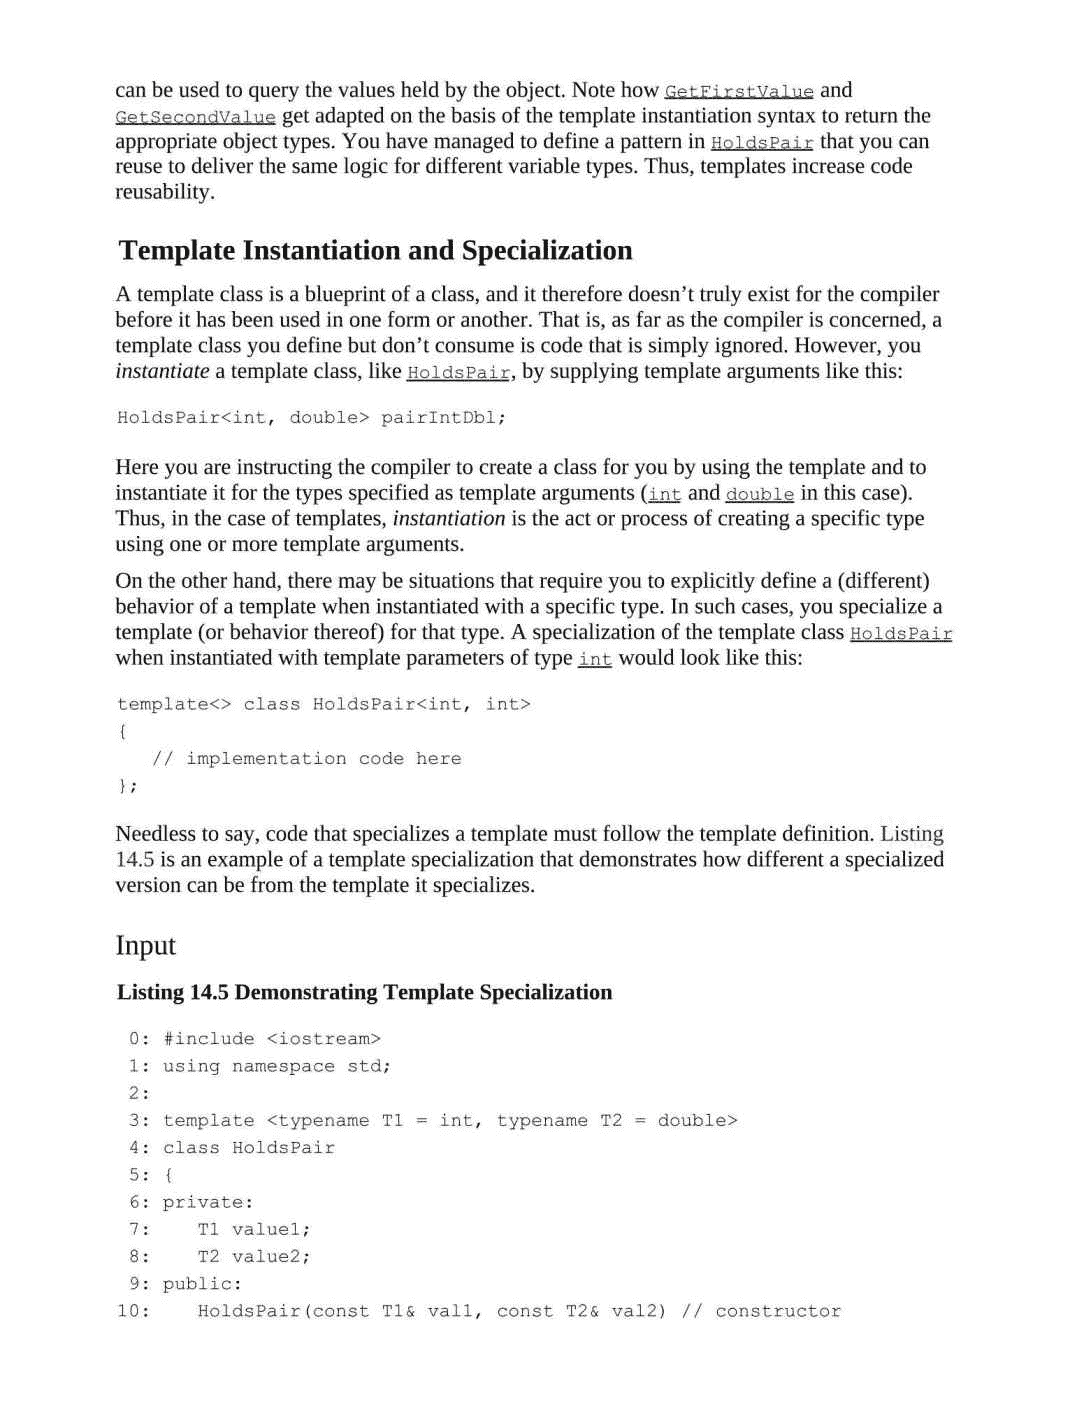 can be used to query the values held by the object. Note how GetFirstValue and
GetSecondValue get adapted on the basis of the template instantiation syntax to return the
appropriate object types. You have managed to define a pattern in HoldsPair that you can
reuse to deliver the same logic for different variable types. Thus, templates increase code
reusability.
Template Instantiation and Specialization
A template class is a blueprint of a class, and it therefore doesn’t truly exist for the compiler
before it has been used in one form or another. That is, as far as the compiler is concerned, a
template class you define but don’t consume is code that is simply ignored. However, you
instantiate a template class, like HoldsPair, by supplying template arguments like this:
HoldsPair<int, double> pairIntDbl;
Here you are instructing the compiler to create a class for you by using the template and to
instantiate it for the types specified as template arguments (int and double in this case).
Thus, in the case of templates, instantiation is the act or process of creating a specific type
using one or more template arguments.
On the other hand, there may be situations that require you to explicitly define a (different)
behavior of a template when instantiated with a specific type. In such cases, you specialize a
template (or behavior thereof) for that type. A specialization of the template class HoldsPair
when instantiated with template parameters of type int would look like this:
template<> class HoldsPair<int, int>
{
   // implementation code here
};
Needless to say, code that specializes a template must follow the template definition. Listing
14.5 is an example of a template specialization that demonstrates how different a specialized
version can be from the template it specializes.
Input
Listing 14.5 Demonstrating Template Specialization
 0: #include <iostream>
 1: using namespace std;
 2:
 3: template <typename T1 = int, typename T2 = double>
 4: class HoldsPair
 5: {
 6: private:
 7:    T1 value1;
 8:    T2 value2;
 9: public:
10:    HoldsPair(const T1& val1, const T2& val2) // constructor